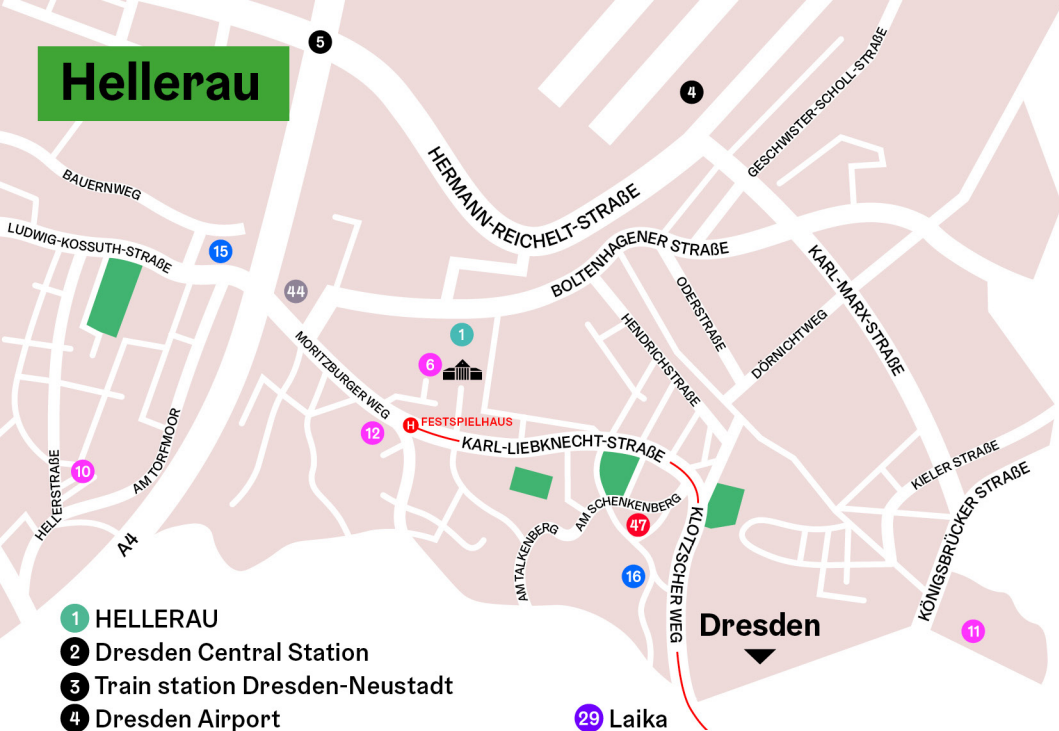 5
Hellerau
4
GESCHWISTER-SCHOLL-STRAẞE
HERMANN-REICHELT-STRAẞE
BAUERNWEG
LUDWIG-KOSSUTH-STRAẞE
15
BOLTENHAGENER STRAẞE
KARL-MARX-STRAẞE
44
ODERSTRAẞE
DÖRNICHTWEG
HENDRICHSTRAẞE
1
MORITZBURGER WEG
6
12
H FESTSPIELHAUS
KARL-LIEBKNECHT-STRAẞE
AM TORFMOOR
10
HELLERSTRAẞE
KIELER STRAẞE
KÖNIGSBRÜCKER STRAẞE
AM SCHENKENBERG
47
KLOTZSCHER WEG
AM TALKENBERG
A4
16
1 HELLERAU
Dresden
11
2 Dresden Central Station
3 Train station Dresden-Neustadt
4 Dresden Airport
29 Laika